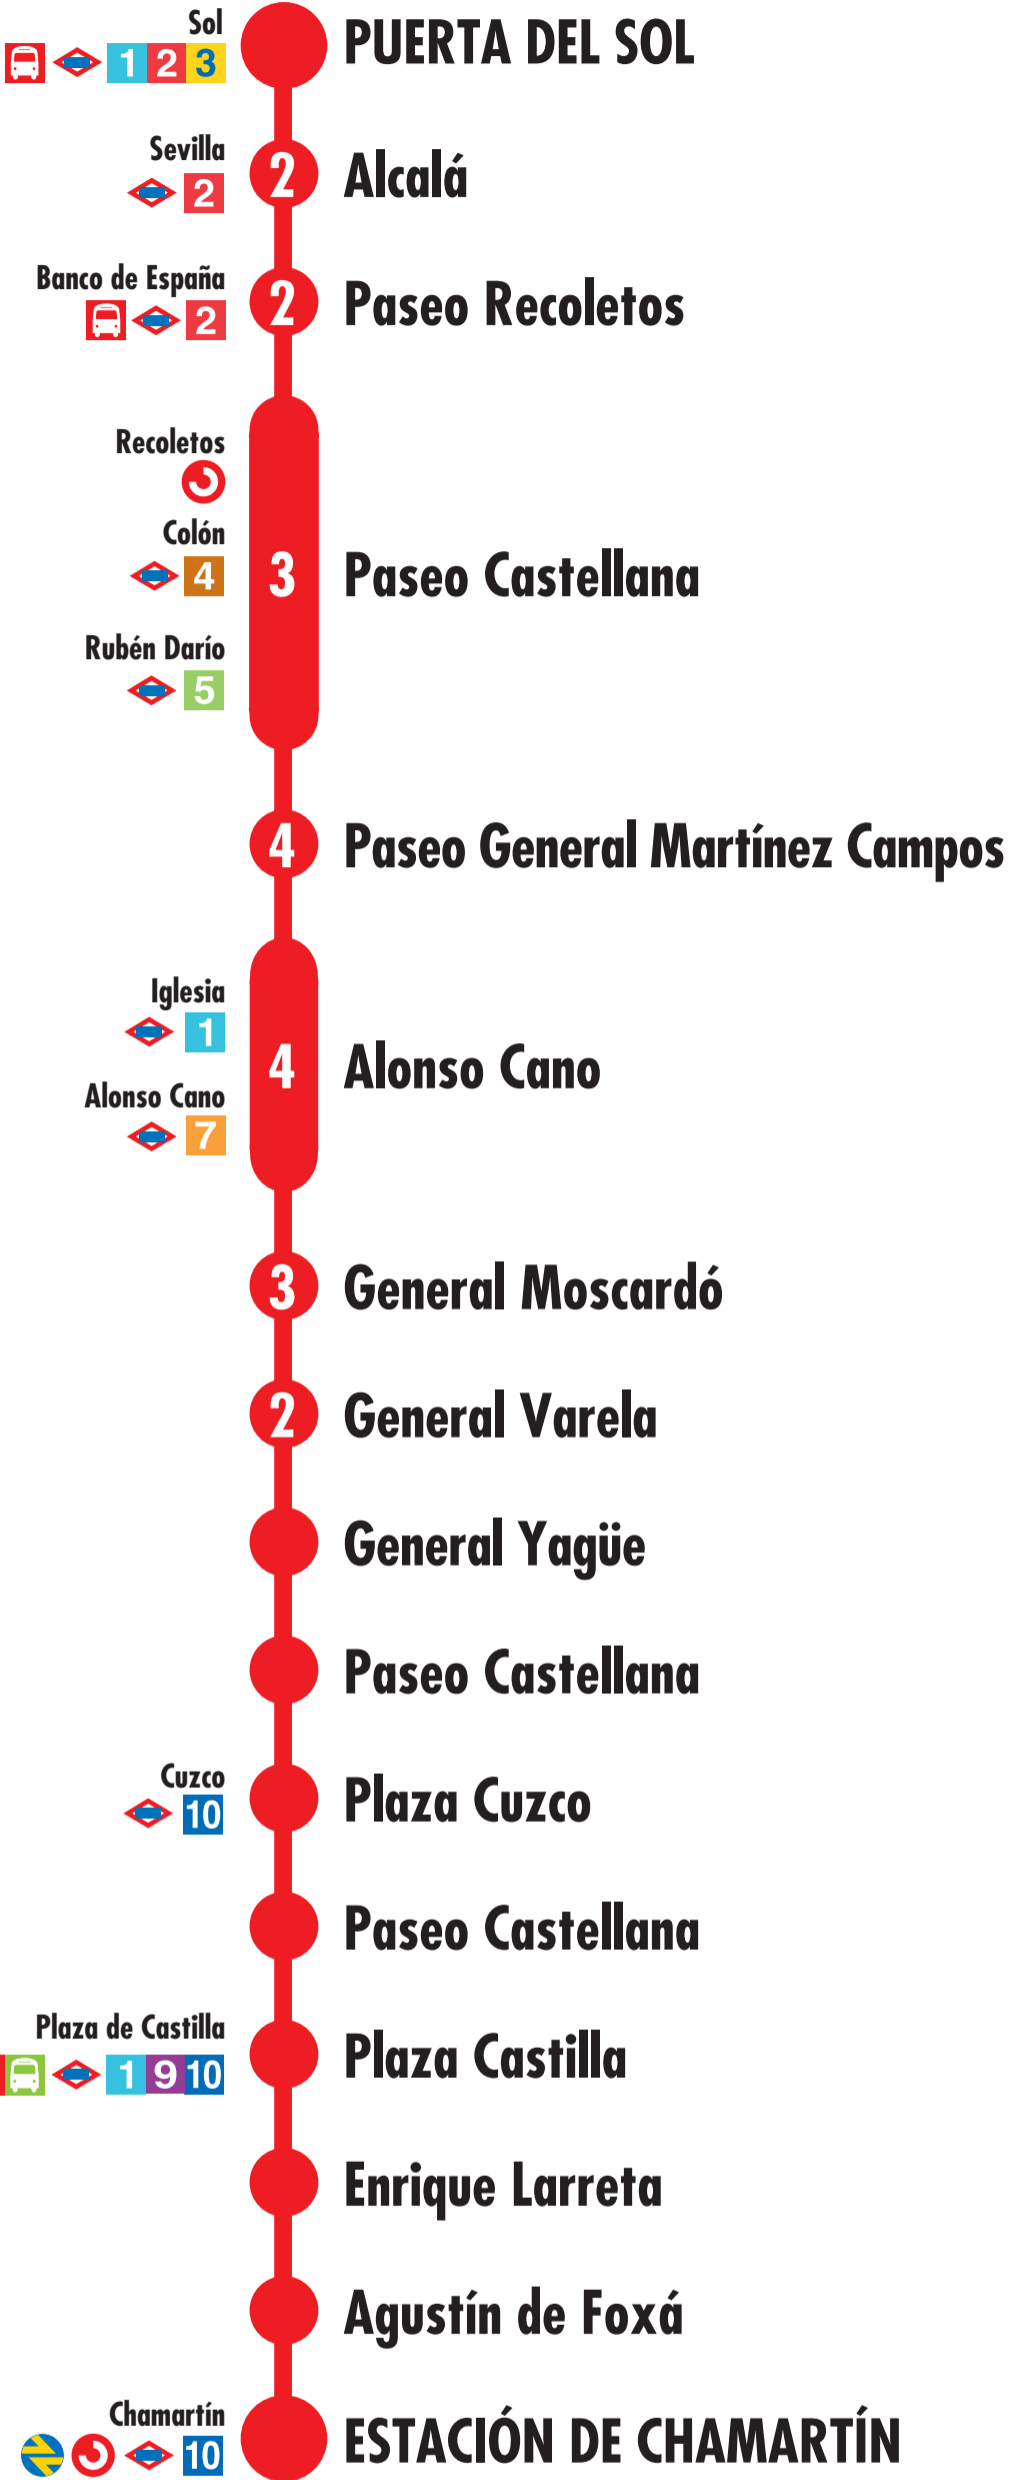 Sol
1 2 3
PUERTA DEL SOL
Sevilla
2
2
Alcalá
Banco de España
2
2
Paseo Recoletos
Recoletos
Colón
4
Rubén Darío
5
3
Paseo Castellana
4
Paseo General Martínez Campos
Iglesia
1
Alonso Cano
7
4
Alonso Cano
3
General Moscardó
2
General Varela
General Yagüe
Paseo Castellana
Cuzco
10
Plaza Cuzco
Paseo Castellana
Plaza de Castilla
1 9 10
Plaza Castilla
Enrique Larreta
Agustín de Foxá
Chamartín
10
ESTACIÓN DE CHAMARTÍN